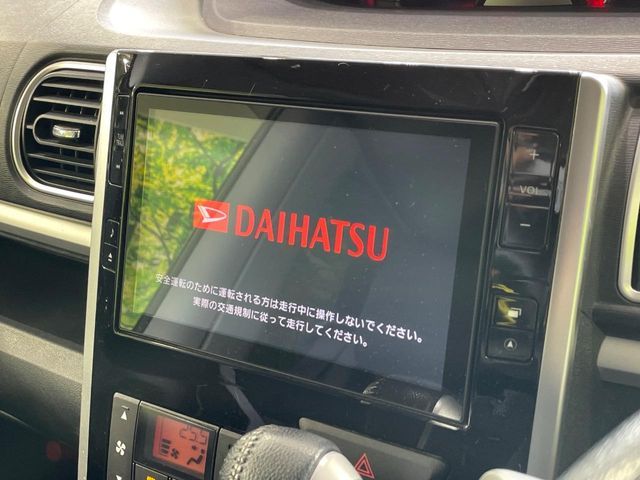 DAIHATSU
安全運転のために運転される方は走行中に操作しないでください。
実際の交通規制に従って走行してください。
+
VOL
-
25.5